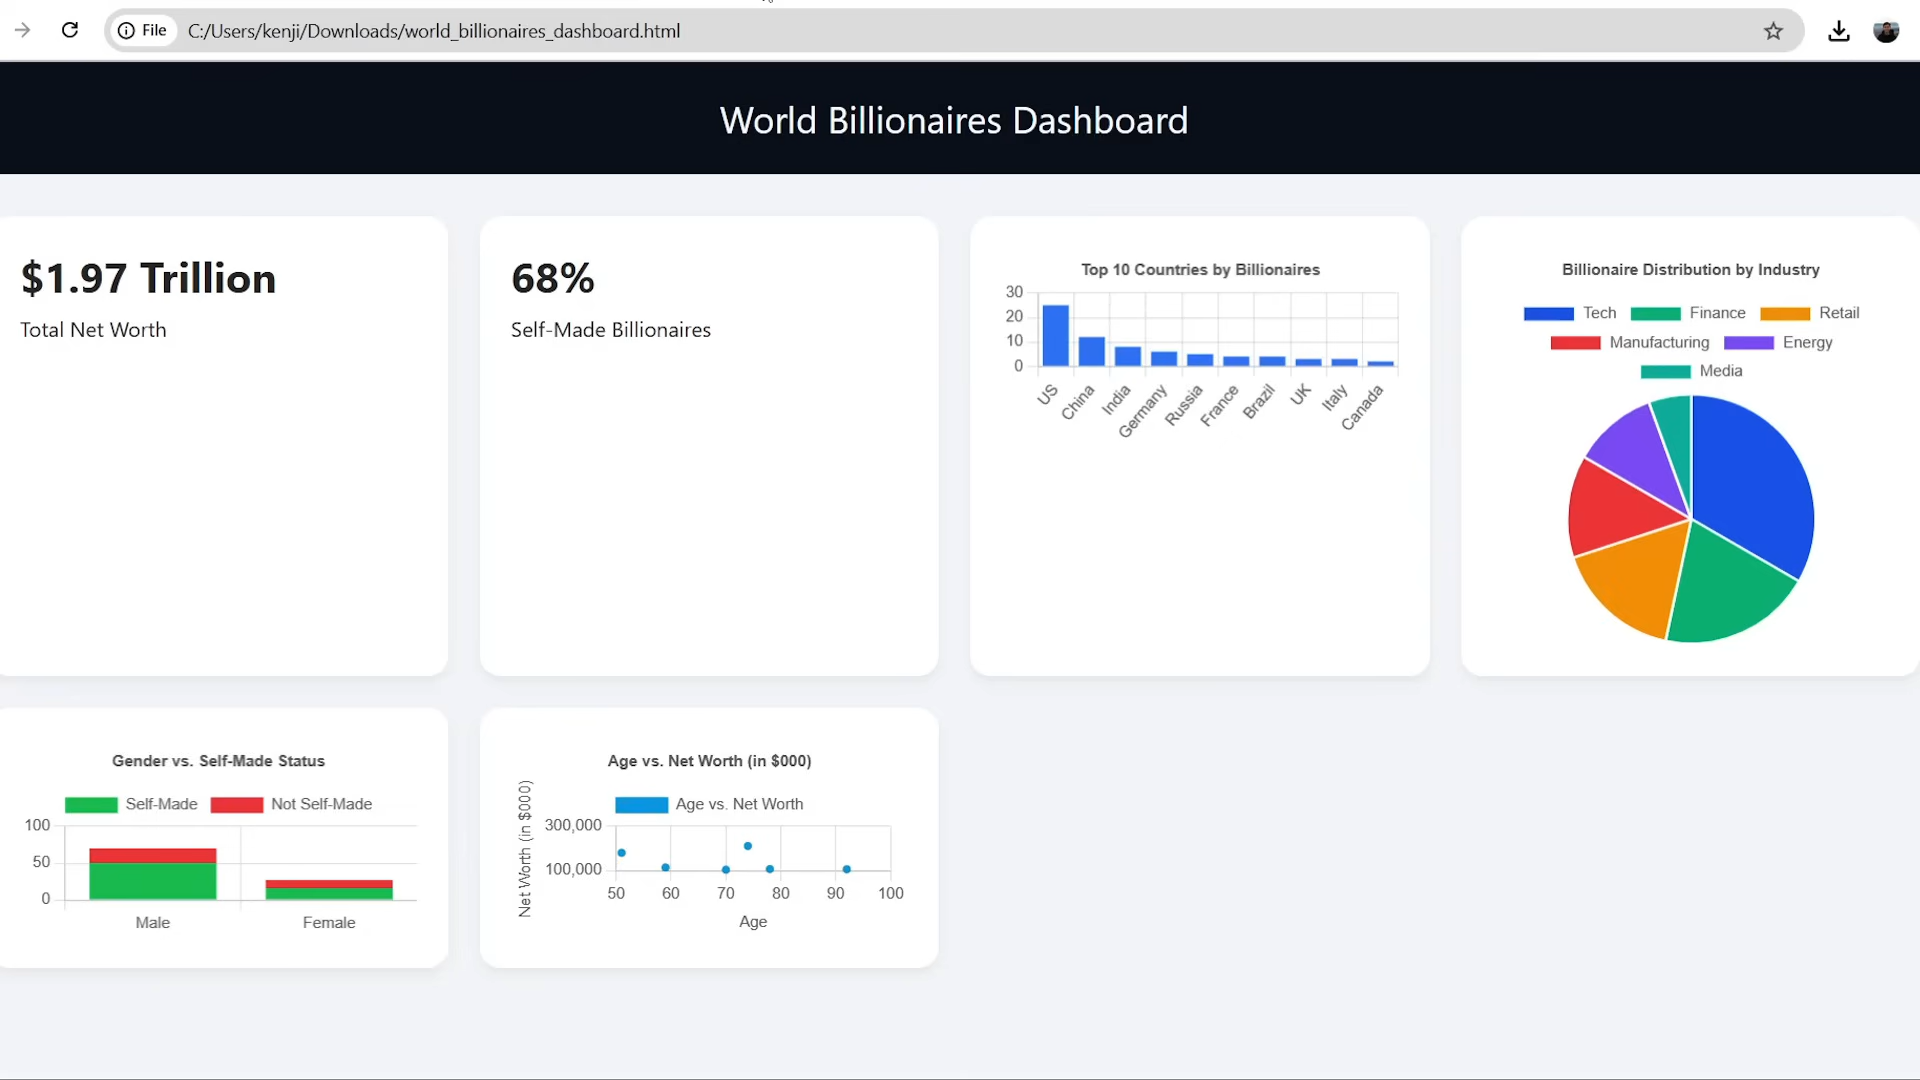 File
C:/Users/kenji/Downloads/world_billionaires_dashboard.html
World Billionaires Dashboard
$1.97 Trillion
Total Net Worth
68%
Self-Made Billionaires
Top 10 Countries by Billionaires
30
20
10
0
US China India Germany Russia France Brazil UK Italy Canada
Billionaire Distribution by Industry
Tech Finance Retail
Manufacturing Energy
Media
Gender vs. Self-Made Status
Self-Made Not Self-Made
100
50
0
Male Female
Age vs. Net Worth (in $000)
Age vs. Net Worth
Net Worth (in $000)
300,000
100,000
50 60 70 80 90 100
Age